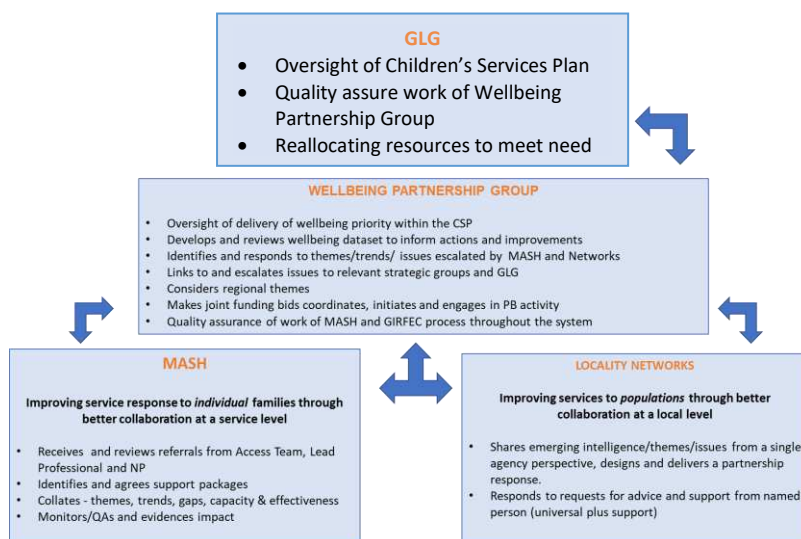 GLG
• Oversight of Children's Services Plan
• Quality assure work of Wellbeing
Partnership Group
• Reallocating resources to meet need
WELLBEING PARTNERSHIP GROUP
• Oversight of delivery of wellbeing priority within the CSP
• Develops and reviews wellbeing dataset to inform actions and improvements
• Identifies and responds to themes/trends/ issues escalated by MASH and Networks
• Links to and escalates issues to relevant strategic groups and GLG
• Considers regional themes
• Makes joint funding bids coordinates, initiates and engages in PB activity
• Quality assurance of work of MASH and GIRFEC process throughout the system
MASH
Improving service response to individual families through
better collaboration at a service level
• Receives and reviews referrals from Access Team, Lead
Professional and NP
• Identifies and agrees support packages
• Collates - themes, trends, gaps, capacity & effectiveness
• Monitors/QAs and evidences impact
LOCALITY NETWORKS
Improving services to populations through better
collaboration at a local level
• Shares emerging intelligence/themes/issues from a single
agency perspective, designs and delivers a partnership
response.
• Responds to requests for advice and support from named
person (universal plus support)